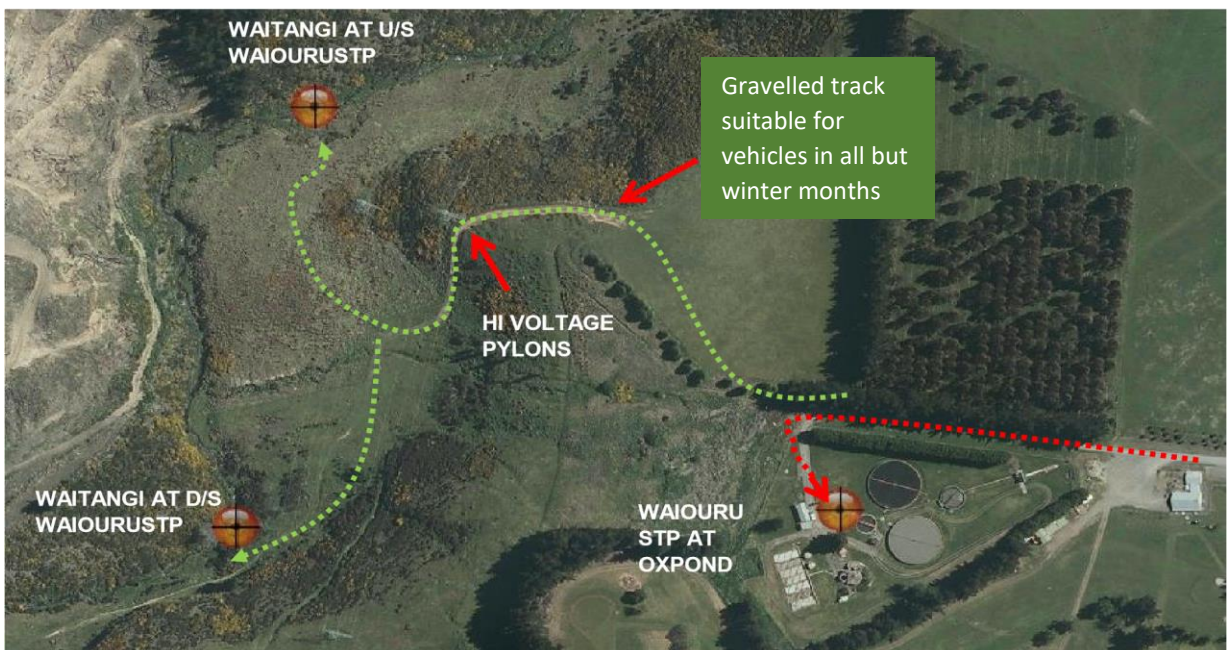 WAITANGI AT U/S
WAIOURUSTP
Gravelled track
suitable for
vehicles in all but
winter months
HI VOLTAGE
PYLONS
WAITANGI AT D/S
WAIOURUSTP
WAIOURU
STP AT
OXPOND